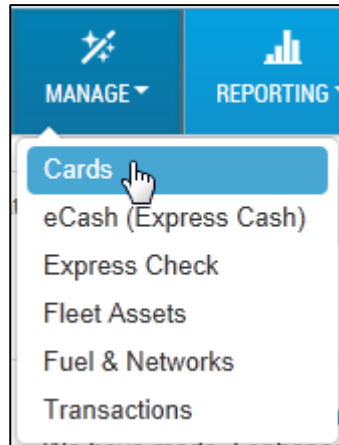 MANAGE
REPORTING
Cards
eCash (Express Cash)
Express Check
Fleet Assets
Fuel & Networks
Transactions